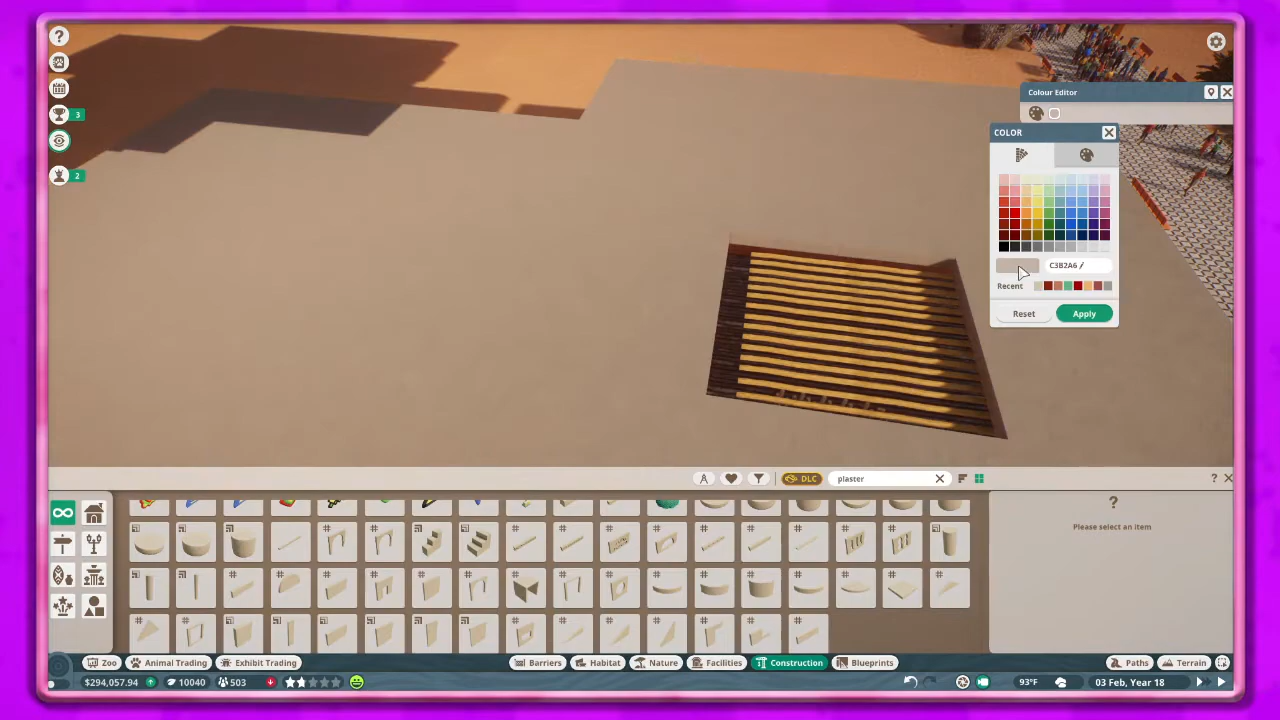 ?
Colour Editor
3
2
COLOR
C3B2A6
Recent
Reset
Apply
DLC
plaster
?
?
Please select an item
Zoo
Animal Trading
Exhibit Trading
Barriers
Habitat
Nature
Facilities
Construction
Blueprints
Paths
Terrain
$294,057.94
10040
503
93°F
03 Feb, Year 18